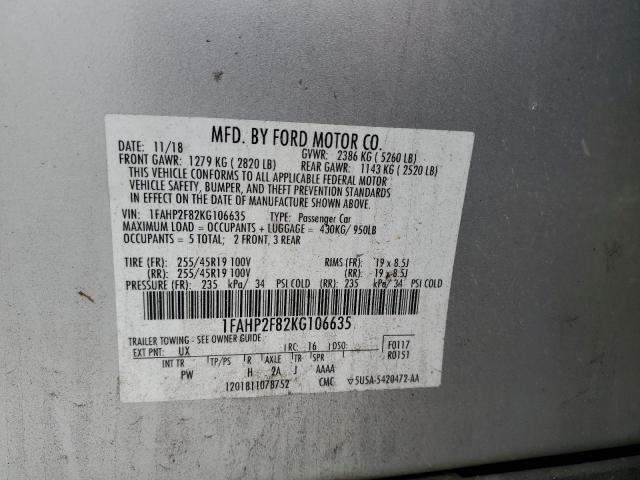 MFD. BY FORD MOTOR CO.
DATE: 11/18 GVWR: 2386 KG (5260 LB)
FRONT GAWR: 1279 KG (2820 LB) REAR GAWR: 1143 KG (2520 LB)
THIS VEHICLE CONFORMS TO ALL APPLICABLE FEDERAL MOTOR
VEHICLE SAFETY, BUMPER, AND THEFT PREVENTION STANDARDS
IN EFFECT ON THE DATE OF MANUFACTURE SHOWN ABOVE.
VIN: 1FAHP2F82KG106635 TYPE: Passenger Car
MAXIMUM LOAD = OCCUPANTS + LUGGAGE = 430KG/ 950LB
OCCUPANTS = 5 TOTAL; 2 FRONT, 3 REAR
TIRE (FR): 255/45R19 100V RIMS (FR): 19 x 8.5J
(RR): 255/45R19 100V (RR): 19 x 8.5J
PRESSURE (FR): 235 kPa/ 34 PSI COLD (RR): 235 kPa/ 34 PSI COLD
1FAHP2F82KG106635
TRAILER TOWING - SEE OWNER GUIDE
EXT PNT: UX RC: 16 DSO: F0117
INT TR TP/PS R AXLE TR SPR R0151
PW H 2A J AAAA
1201811078752 CMC ▽5U5A-5420472-AA